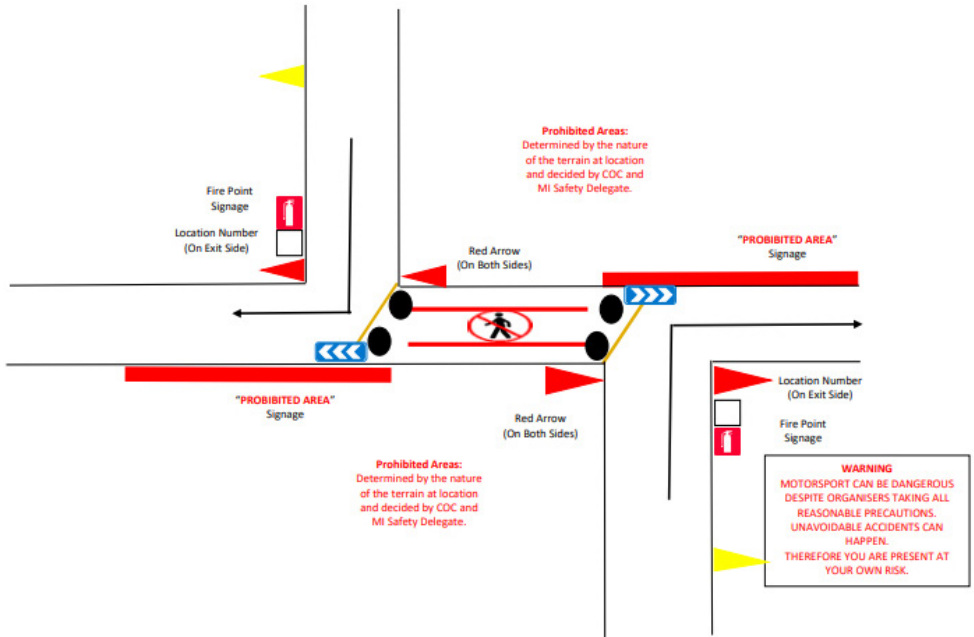 Prohibited Areas:
Determined by the nature
of the terrain at location
and decided by COC and
MI Safety Delegate.
Fire Point
Signage
Location Number
(On Exit Side)
Red Arrow
(On Both Sides)
"PROBIBITED AREA"
Signage
"PROBIBITED AREA"
Signage
Red Arrow
(On Both Sides)
Location Number
(On Exit Side)
Fire Point
Signage
Prohibited Areas:
Determined by the nature
of the terrain at location
and decided by COC and
MI Safety Delegate.
WARNING
MOTORSPORT CAN BE DANGEROUS
DESPITE ORGANISERS TAKING ALL
REASONABLE PRECAUTIONS.
UNAVOIDABLE ACCIDENTS CAN
HAPPEN.
THEREFORE YOU ARE PRESENT AT
YOUR OWN RISK.